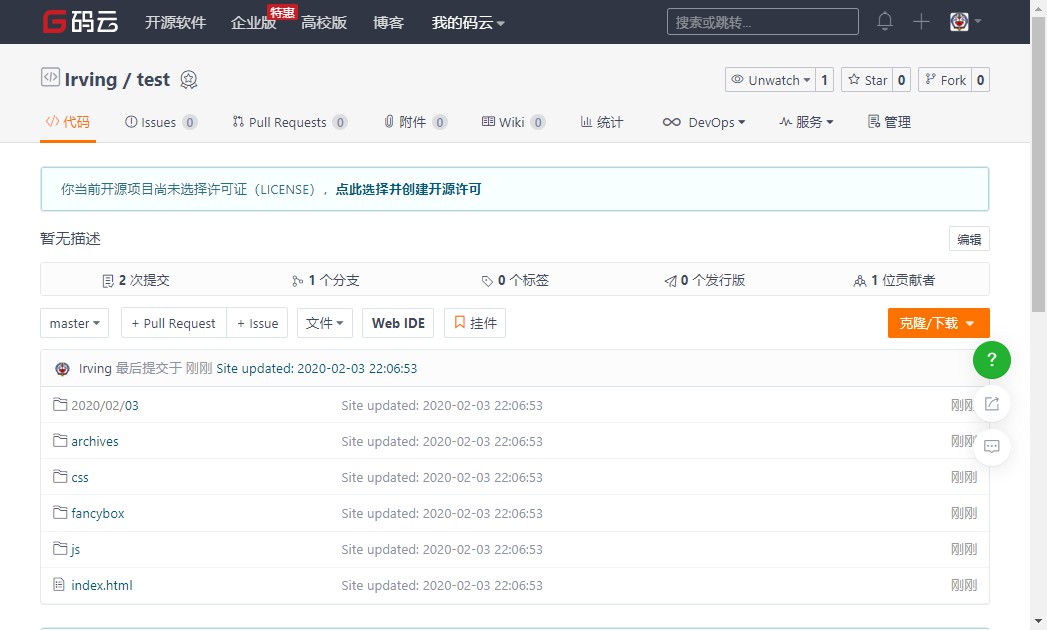 G码云 开源软件 企业版 特惠 高校版 博客 我的码云 搜索或跳转...
Irving / test Unwatch 1 Star 0 Fork 0
代码 Issues 0 Pull Requests 0 附件 0 Wiki 0 统计 DevOps 服务 管理
你当前开源项目尚未选择许可证（LICENSE），点此选择并创建开源许可
暂无描述 编辑
2 次提交 1 个分支 0 个标签 0 个发行版 1 位贡献者
master + Pull Request + Issue 文件 Web IDE 挂件 克隆/下载
?
Irving 最后提交于 刚刚 Site updated: 2020-02-03 22:06:53
2020/02/03 Site updated: 2020-02-03 22:06:53 刚刚
archives Site updated: 2020-02-03 22:06:53 刚刚
css Site updated: 2020-02-03 22:06:53 刚刚
fancybox Site updated: 2020-02-03 22:06:53 刚刚
js Site updated: 2020-02-03 22:06:53 刚刚
index.html Site updated: 2020-02-03 22:06:53 刚刚